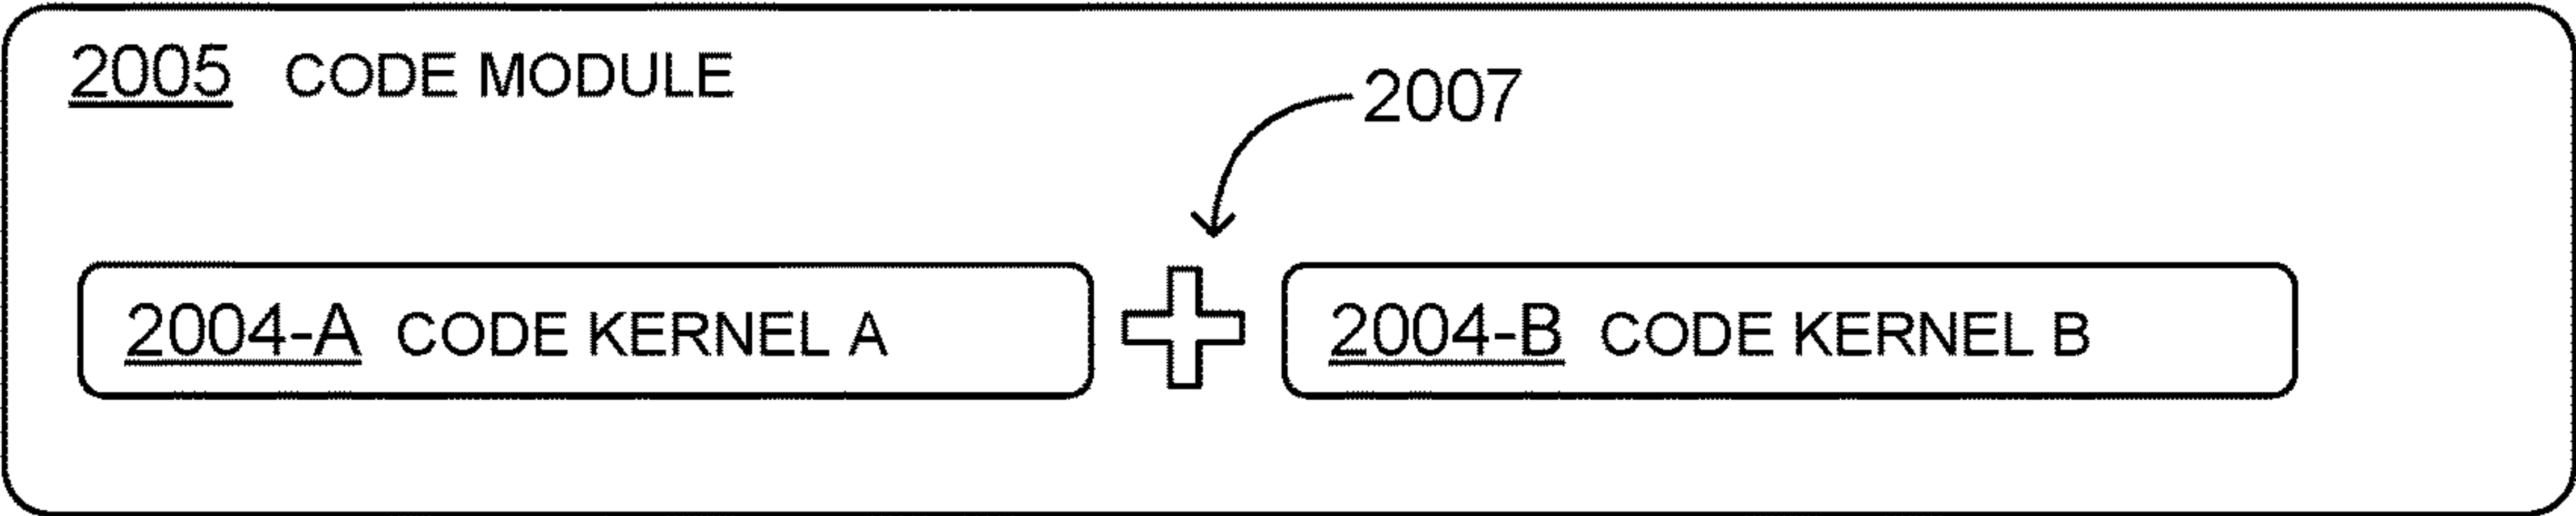 2005 CODE MODULE
2007
2004-A CODE KERNEL A
2004-B CODE KERNEL B